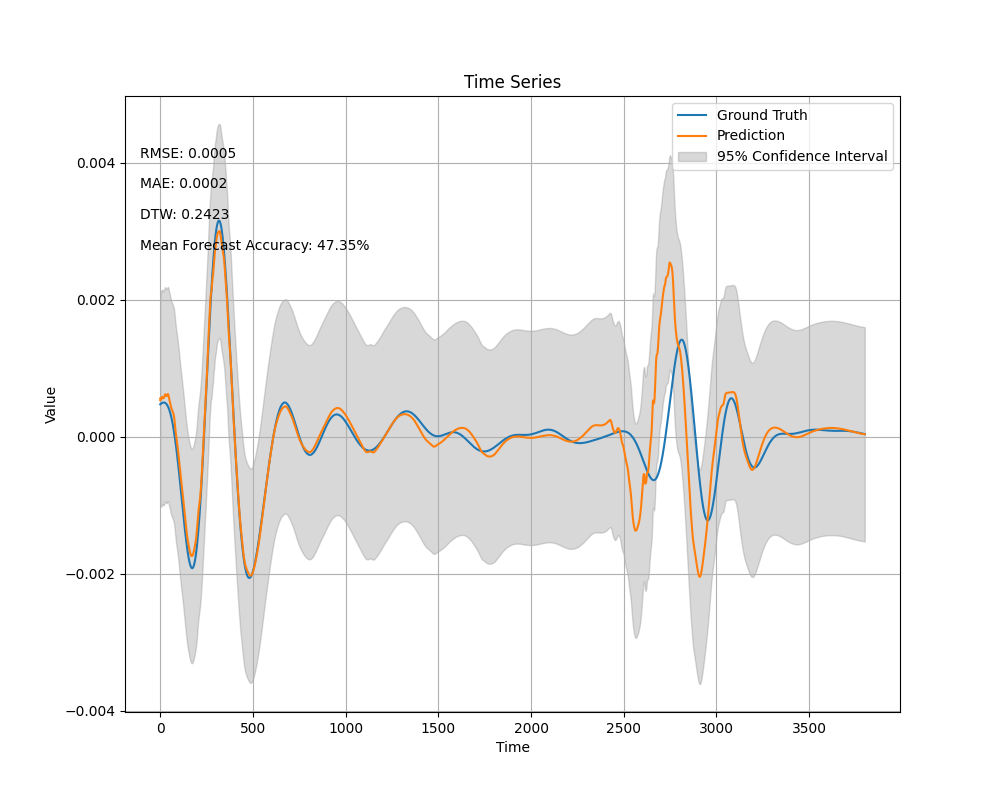 Time Series
Ground Truth
Prediction
95% Confidence Interval
RMSE: 0.0005
MAE: 0.0002
DTW: 0.2423
Mean Forecast Accuracy: 47.35%
0.004
0.002
0.000
−0.002
−0.004
Value
0 500 1000 1500 2000 2500 3000 3500
Time